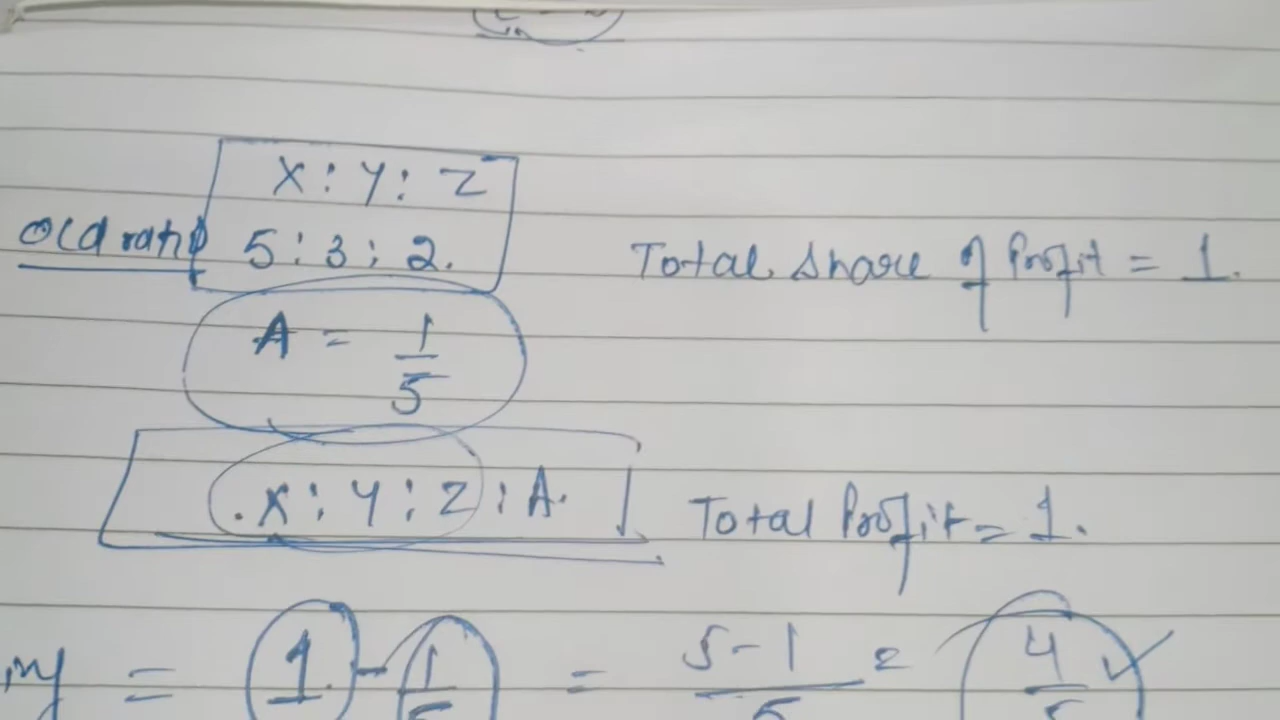 X : Y : Z
Old ratio 5 : 3 : 2.
Total Share of Profit = 1.
A = 1/5
X : Y : Z : A.
Total Profit = 1.
= 1 - 1/5 = 5-1/5 = 4/5 ✓